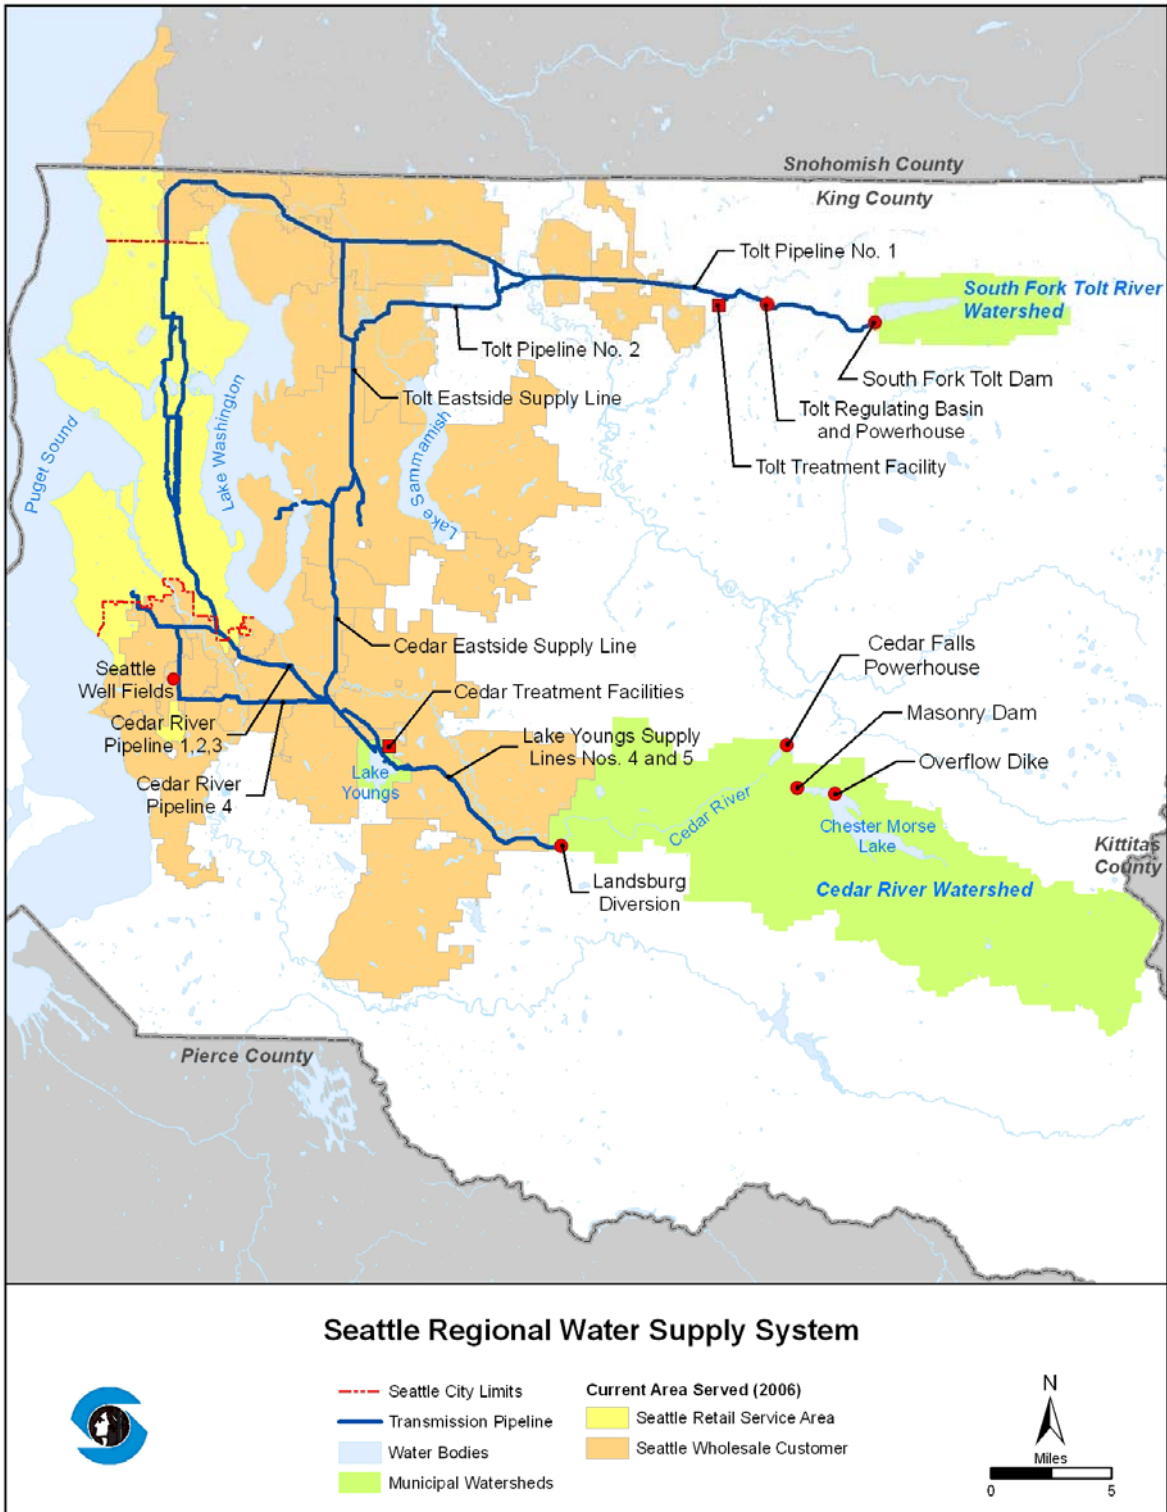 Snohomish County
King County
Tolt Pipeline No. 1
South Fork Tolt River
Watershed
Tolt Pipeline No. 2
South Fork Tolt Dam
Tolt Eastside Supply Line
Tolt Regulating Basin
and Powerhouse
Tolt Treatment Facility
Puget Sound
Lake Washington
Lake Sammamish
Cedar Eastside Supply Line
Cedar Falls
Powerhouse
Seattle
Well Fields
Cedar Treatment Facilities
Masonry Dam
Cedar River
Pipeline 1,2,3
Lake Youngs Supply
Lines Nos. 4 and 5
Overflow Dike
Lake
Youngs
Cedar River
Pipeline 4
Cedar River
Chester Morse
Lake
Kittitas
County
Landsburg
Diversion
Cedar River Watershed
Pierce County
Seattle Regional Water Supply System
Seattle City Limits
Transmission Pipeline
Water Bodies
Municipal Watersheds
Current Area Served (2006)
Seattle Retail Service Area
Seattle Wholesale Customer
N
Miles
0
5